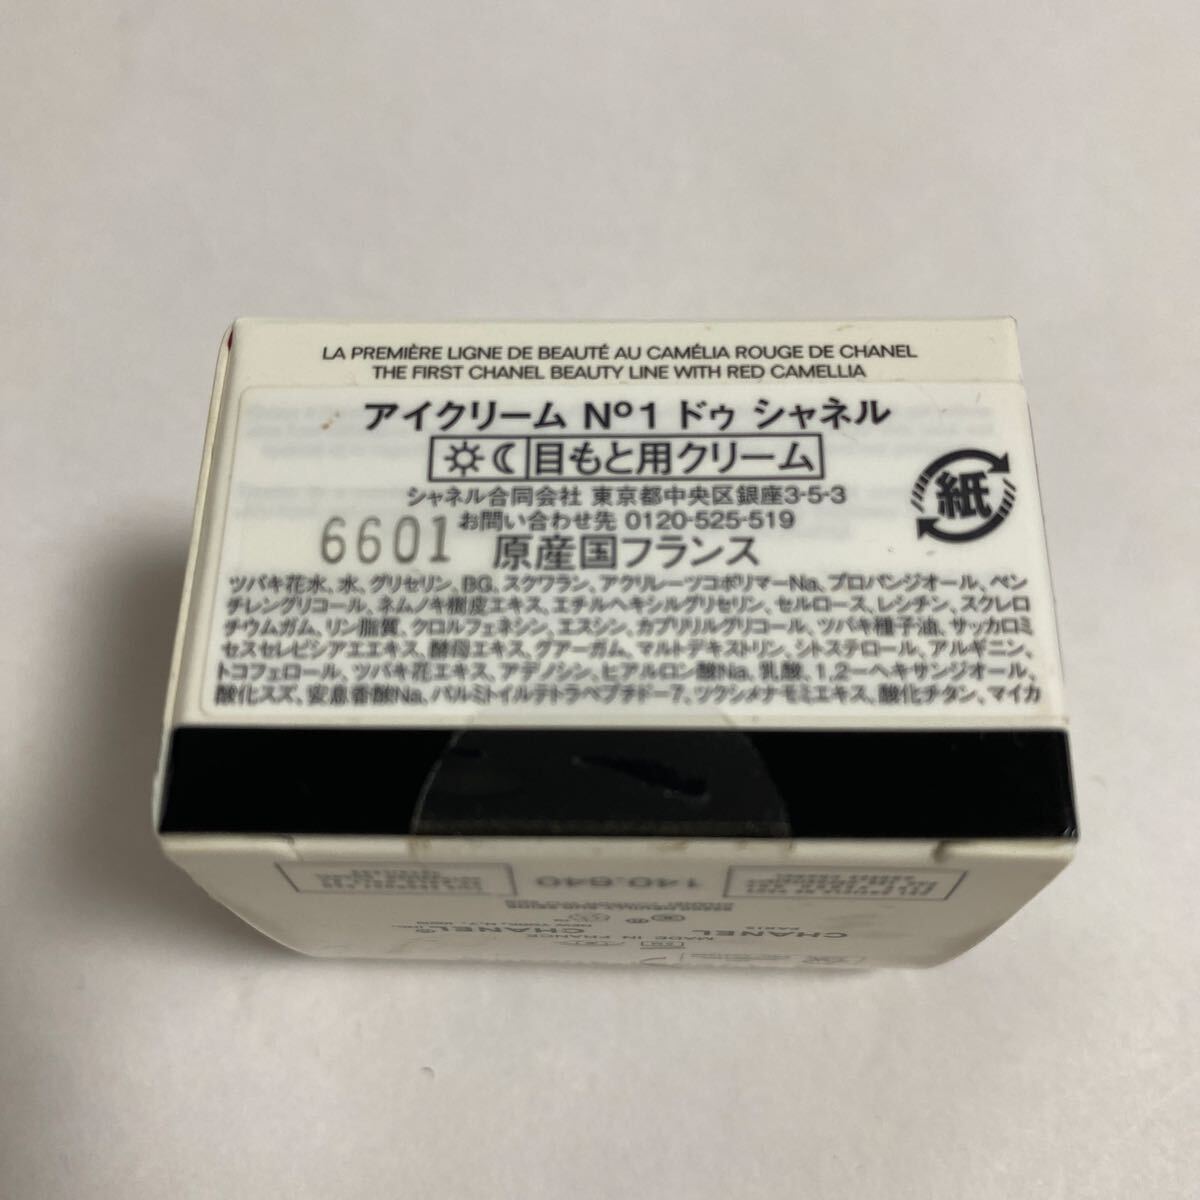 LA PREMIÈRE LIGNE DE BEAUTÉ AU CAMÉLIA ROUGE DE CHANEL
THE FIRST CHANEL BEAUTY LINE WITH RED CAMELLIA
アイクリーム Nº1 ドゥ シャネル
目もと用クリーム
紙
シャネル合同会社 東京都中央区銀座3-5-3
お問い合わせ先 0120-525-519
6601 原産国フランス
ツバキ花水、水、グリセリン、BG、スクワラン、アクリレーツコポリマーNa、プロパンジオール、ペン
チレングリコール、ネムノキ樹皮エキス、エチルヘキシルグリセリン、セルロース、レシチン、スクレロ
チウムガム、リン脂質、クロルフェネシン、エスシン、カプリリルグリコール、ツバキ種子油、サッカロミ
セスセレビシアエエキス、酵母エキス、グアーガム、マルトデキストリン、シトステロール、アルギニン、
トコフェロール、ツバキ花エキス、アデノシン、ヒアルロン酸Na、乳酸、1,2-ヘキサンジオール、
酸化スズ、安息香酸Na、パルミトイルテトラペプチド-7、ツクシメナモミエキス、酸化チタン、マイカ
140.640
CHANEL CHANEL
PARIS
MADE IN FRANCE